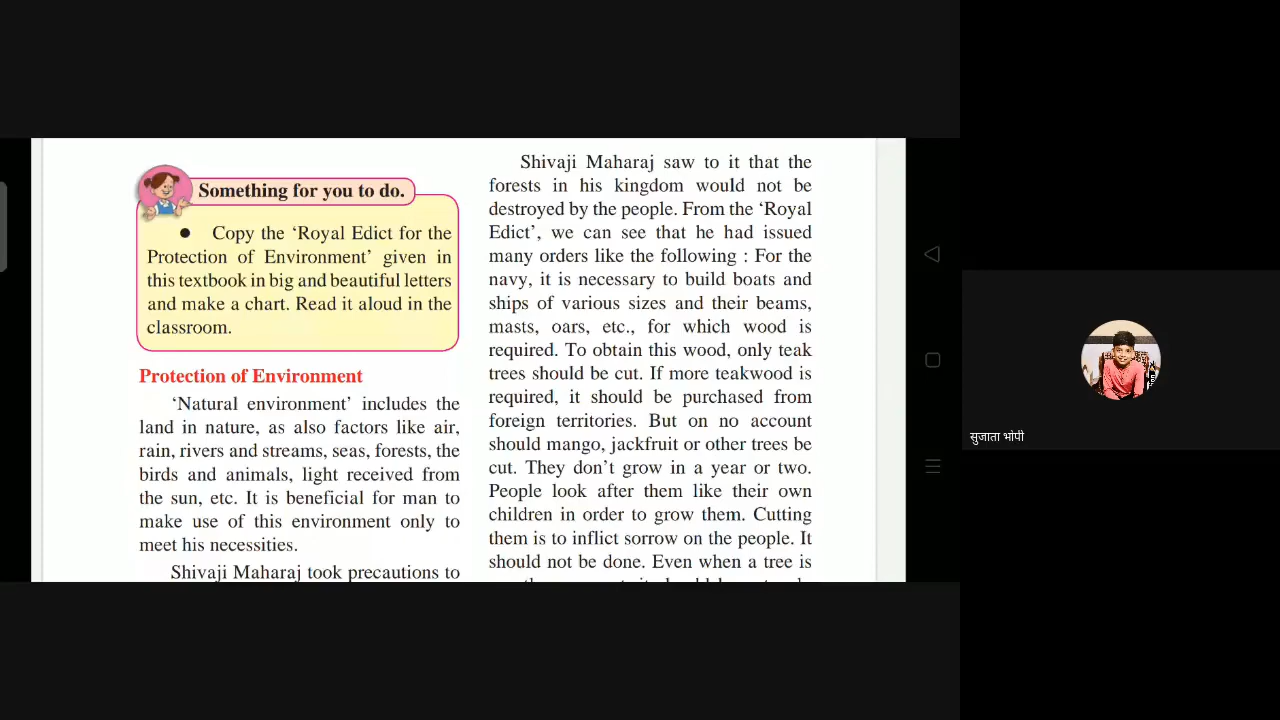 Something for you to do.
● Copy the ‘Royal Edict for the
Protection of Environment’ given in
this textbook in big and beautiful letters
and make a chart. Read it aloud in the
classroom.
Protection of Environment
‘Natural environment’ includes the
land in nature, as also factors like air,
rain, rivers and streams, seas, forests, the
birds and animals, light received from
the sun, etc. It is beneficial for man to
make use of this environment only to
meet his necessities.
Shivaji Maharaj took precautions to
Shivaji Maharaj saw to it that the
forests in his kingdom would not be
destroyed by the people. From the ‘Royal
Edict’, we can see that he had issued
many orders like the following : For the
navy, it is necessary to build boats and
ships of various sizes and their beams,
masts, oars, etc., for which wood is
required. To obtain this wood, only teak
trees should be cut. If more teakwood is
required, it should be purchased from
foreign territories. But on no account
should mango, jackfruit or other trees be
cut. They don’t grow in a year or two.
People look after them like their own
children in order to grow them. Cutting
them is to inflict sorrow on the people. It
should not be done. Even when a tree is
सुजाता भोपी